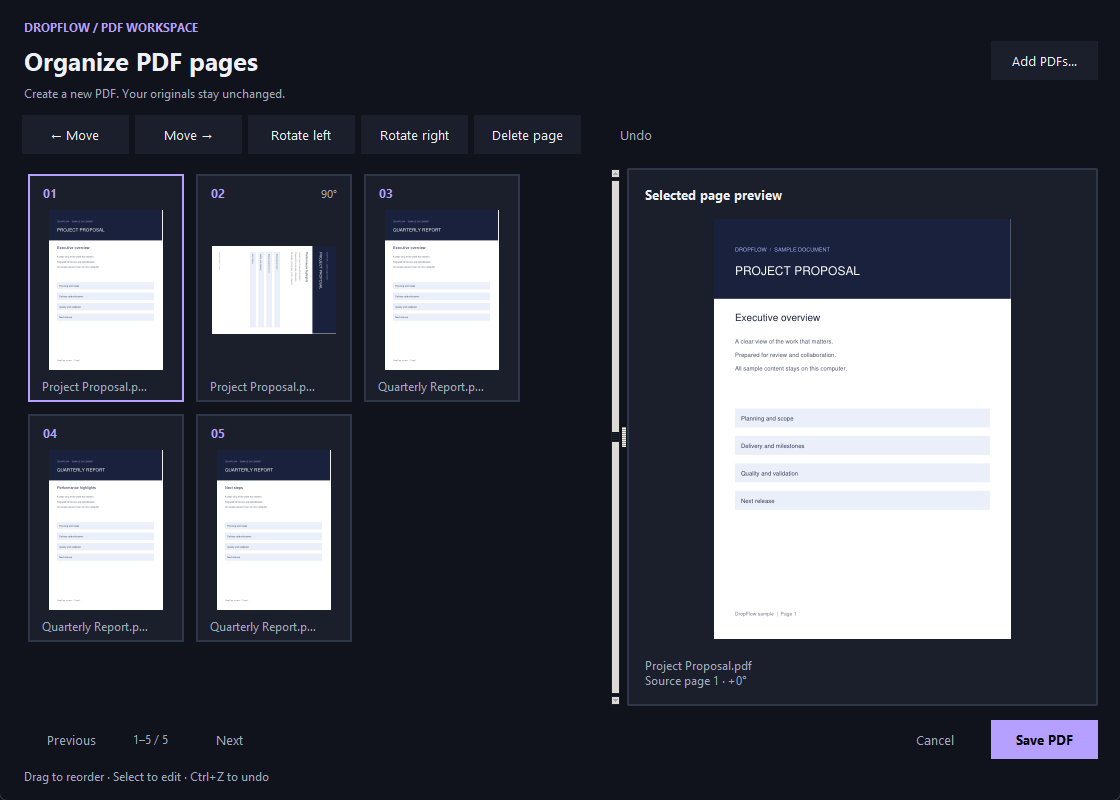 DROPFLOW / PDF WORKSPACE
Organize PDF pages
Add PDFs...
Create a new PDF. Your originals stay unchanged.
← Move
Move →
Rotate left
Rotate right
Delete page
Undo
01
PROJECT PROPOSAL
Executive overview
Project Proposal.p...
02
90°
PROJECT PROPOSAL
Performance highlights
Project Proposal.p...
03
QUARTERLY REPORT
Executive overview
Quarterly Report.p...
04
QUARTERLY REPORT
Performance highlights
Quarterly Report.p...
05
QUARTERLY REPORT
Next steps
Quarterly Report.p...
Selected page preview
DROPFLOW / SAMPLE DOCUMENT
PROJECT PROPOSAL
Executive overview
A clear view of the work that matters.
Prepared for review and collaboration.
All sample content stays on this computer.
Planning and scope
Delivery and milestones
Quality and validation
Next release
DropFlow sample | Page 1
Project Proposal.pdf
Source page 1 · +0°
Previous
1–5 / 5
Next
Cancel
Save PDF
Drag to reorder · Select to edit · Ctrl+Z to undo